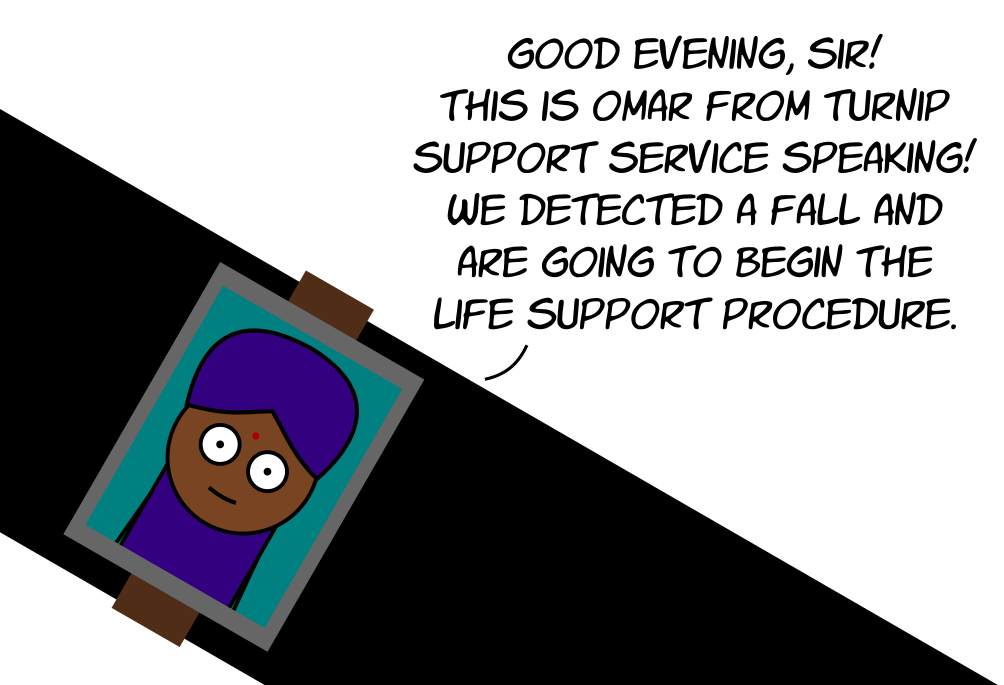 GOOD EVENING, SIR!
THIS IS OMAR FROM TURNIP
SUPPORT SERVICE SPEAKING!
WE DETECTED A FALL AND
ARE GOING TO BEGIN THE
LIFE SUPPORT PROCEDURE.